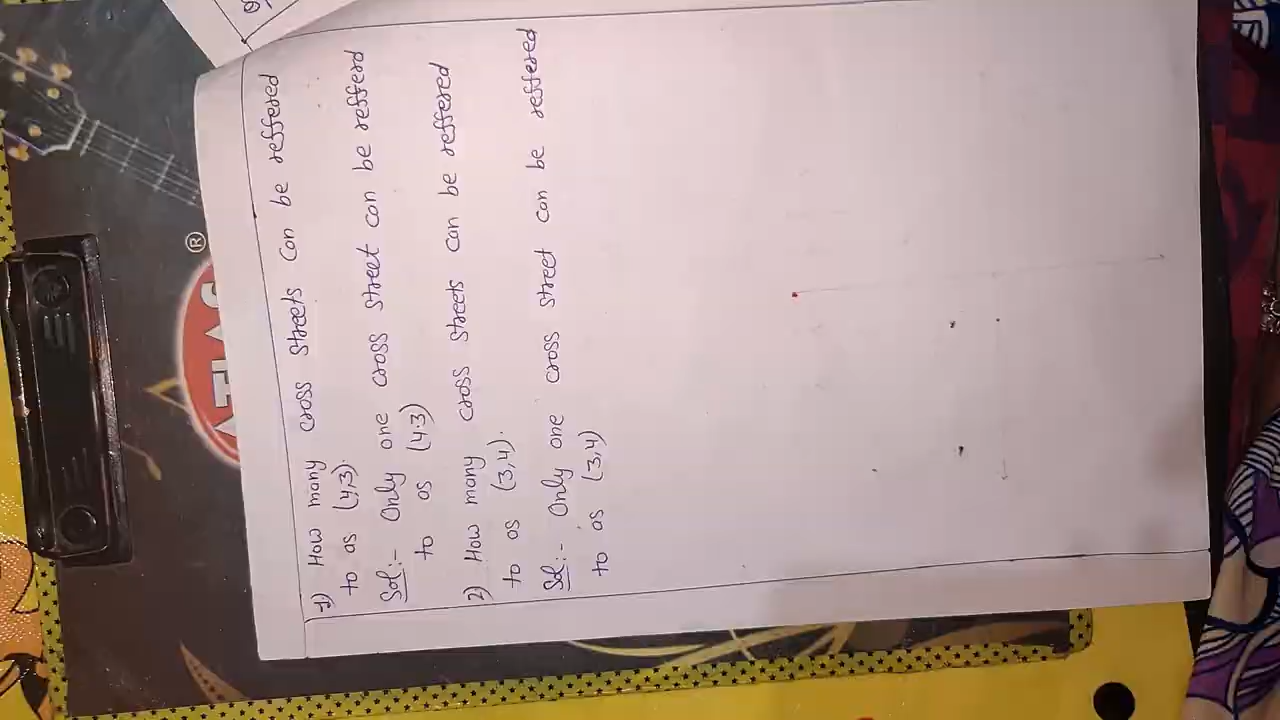 1) How many cross streets can be reffered
to as (4,3).
Sol:- Only one cross street can be refferd
to as (4.3)
2) How many cross streets can be reffered
to as (3,4).
Sol:- Only one cross street can be reffered
to as (3,4)
®